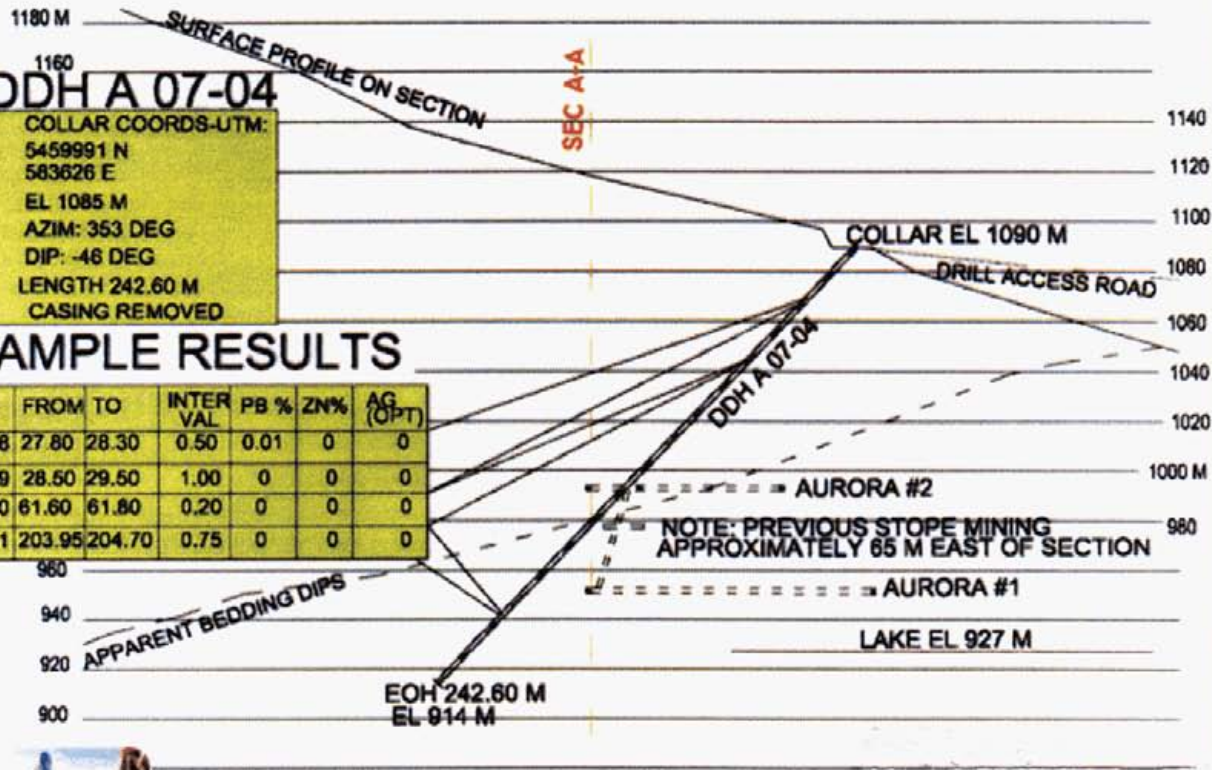 1180 M
SURFACE PROFILE ON SECTION
1160
DDH A 07-04
COLLAR COORDS-UTM:
5459991 N
583626 E
EL 1085 M
AZIM: 353 DEG
DIP: -46 DEG
LENGTH 242.60 M
CASING REMOVED
SEC A-A
1140
1120
1100
COLLAR EL 1090 M
1080
DRILL ACCESS ROAD
1060
DDH A 07-04
1040
1020
1000 M
AMPLE RESULTS
FROM TO INTER VAL PB % ZN% AG (OPT)
8 27.80 28.30 0.50 0.01 0 0
9 28.50 29.50 1.00 0 0 0
0 61.60 61.80 0.20 0 0 0
1 203.95 204.70 0.75 0 0 0
AURORA #2
980
NOTE: PREVIOUS STOPE MINING
APPROXIMATELY 65 M EAST OF SECTION
AURORA #1
960
940
APPARENT BEDDING DIPS
920
LAKE EL 927 M
EOH 242.60 M
EL 914 M
900